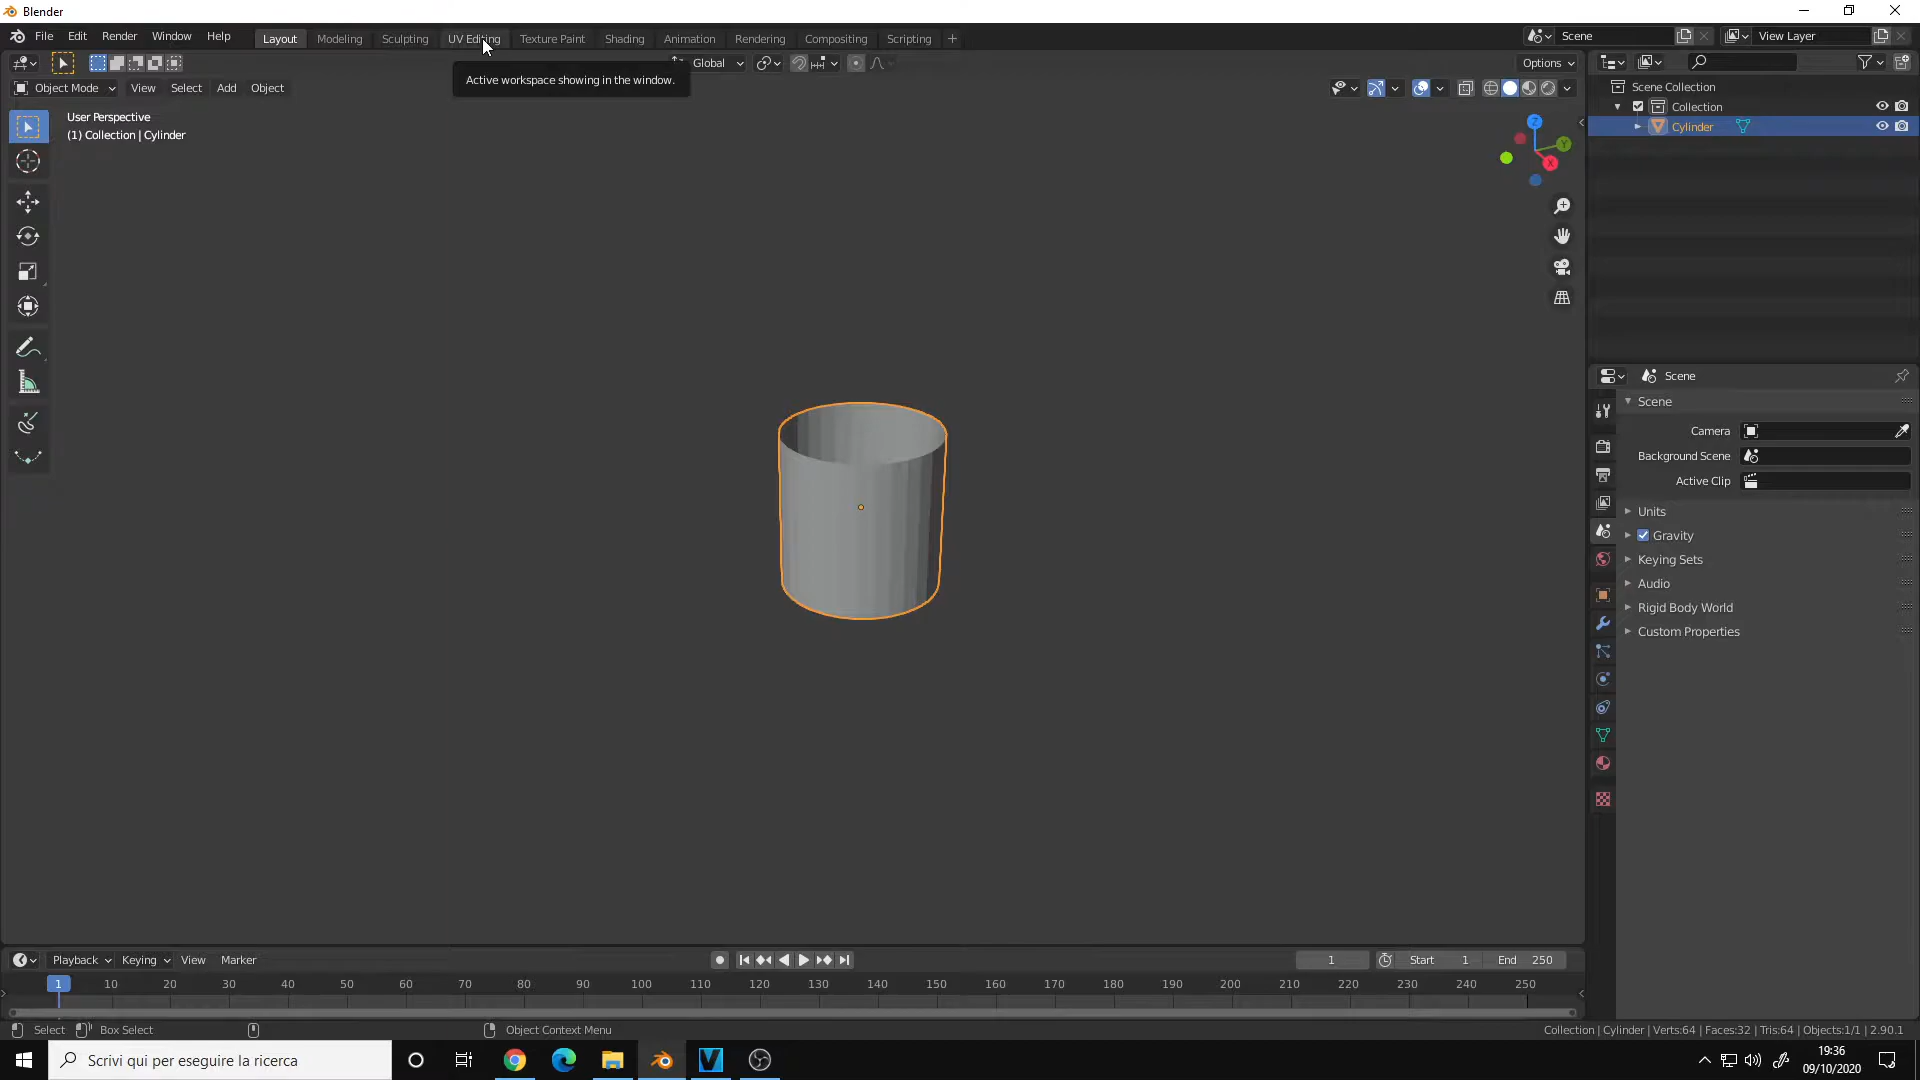 Blender
File Edit Render Window Help Layout Modeling Sculpting UV Editing Texture Paint Shading Animation Rendering Compositing Scripting + Scene View Layer
Global Options
Active workspace showing in the window.
Object Mode View Select Add Object
User Perspective
(1) Collection | Cylinder
Z
Y
X
Scene Collection
Collection
Cylinder
Scene
Scene
Camera
Background Scene
Active Clip
Units
Gravity
Keying Sets
Audio
Rigid Body World
Custom Properties
Playback Keying View Marker 1 Start 1 End 250
1 10 20 30 40 50 60 70 80 90 100 110 120 130 140 150 160 170 180 190 200 210 220 230 240 250
Select Box Select Object Context Menu Collection | Cylinder | Verts:64 | Faces:32 | Tris:64 | Objects:1/1 | 2.90.1
Scrivi qui per eseguire la ricerca
19:36
09/10/2020